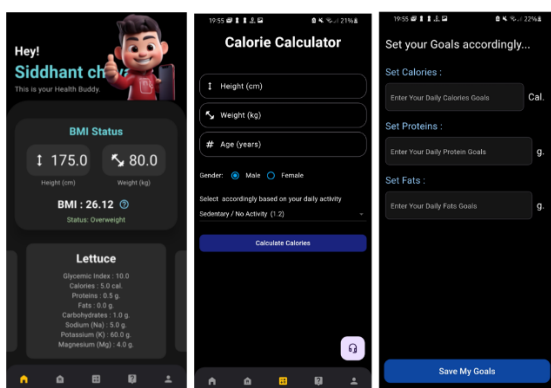 Hey!
Siddhant ch
This is your Health Buddy.
BMI Status
175.0
80.0
Height (cm)
Weight (kg)
BMI : 26.12
Status: Overweight
Lettuce
Glycemic Index : 10.0
Calories : 5.0 cal.
Proteins : 0.5 g.
Fats : 0.0 g.
Carbohydrates : 1.0 g.
Sodium (Na) : 5.0 g.
Potassium (K) : 60.0 g.
Magnesium (Mg) : 4.0 g.
19:55
21%
Calorie Calculator
Height (cm)
Weight (kg)
# Age (years)
Gender: Male Female
Select accordingly based on your daily activity
Sedentary / No Activity (1.2)
Calculate Calories
19:55
22%
Set your Goals accordingly...
Set Calories :
Enter Your Daily Calories Goals Cal.
Set Proteins :
Enter Your Daily Protein Goals g.
Set Fats :
Enter Your Daily Fats Goals g.
Save My Goals